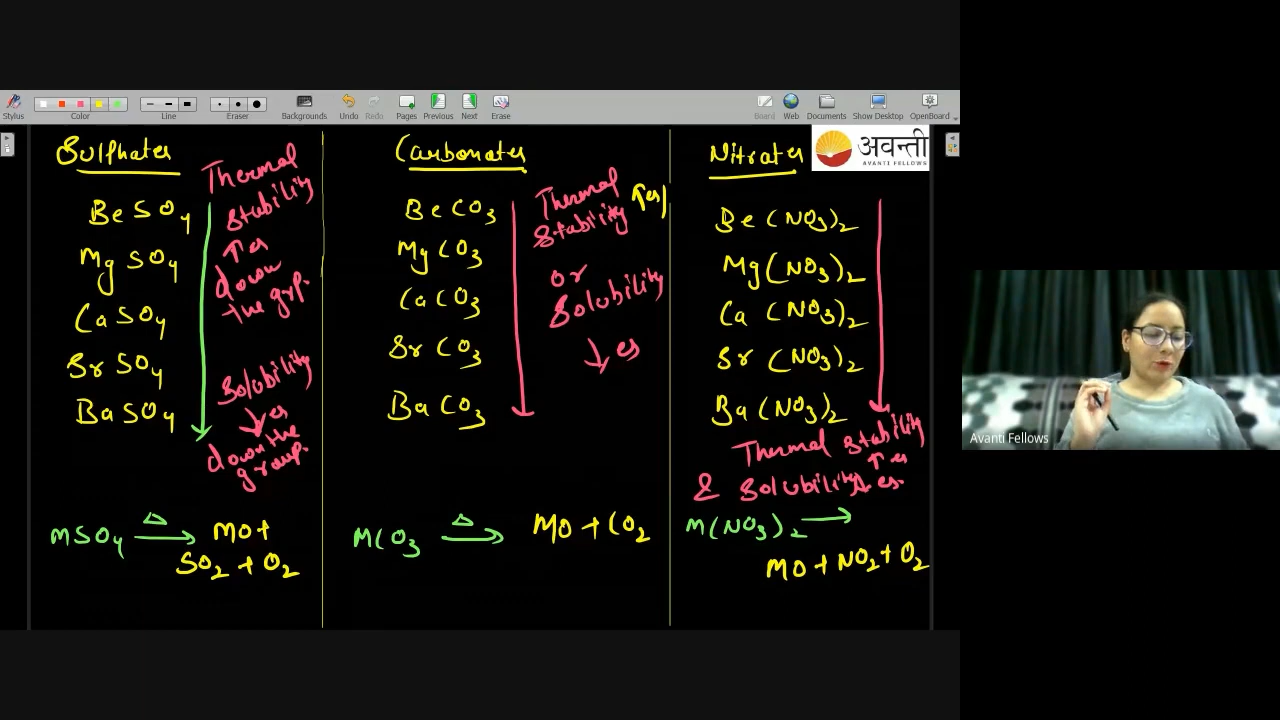 Stylus
Color
Line
Eraser
Backgrounds
Undo
Redo
Pages
Previous
Next
Erase
Board
Web
Documents
Show Desktop
OpenBoard
अवन्ती
AVANTI FELLOWS
Sulphates
BeSO4
MgSO4
CaSO4
SrSO4
BaSO4
Thermal
stability
↑es
down
the grp.
Solubility
↓es
down the
group.
MSO4 —Δ→ MO+
SO2 + O2
Carbonates
BeCO3
MgCO3
CaCO3
SrCO3
BaCO3
Thermal ↑es
stability
or
Solubility
↓es
MCO3 —Δ→ MO + CO2
Nitrates
Be(NO3)2
Mg(NO3)2
Ca(NO3)2
Sr(NO3)2
Ba(NO3)2
Thermal stability
↑es
& Solubility ↓es.
M(NO3)2 →
MO + NO2 + O2
Avanti Fellows